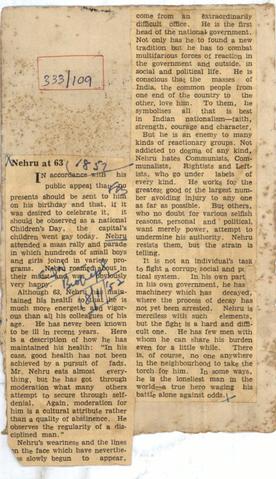 333/109
Nehru at 63
IN accordance with his
public appeal that no
presents should be sent to him
on his birthday and that, if it
was desired to celebrate it, it
should be observed as a national
Children's Day, the capital's
children went gay today. Nehru
attended a mass rally and parade
in which hundreds of small boys
and girls joined in various pro-
grams. Nehru roaming about in
their midst
very happy.
Although 63, Nehru has main-
tained his health and he is
much more energetic and vigor-
ous than all his colleagues of his
age. He has never been known
to be ill in recent years. Here
is a description of how he has
maintained his health: "In his
case, good health has not been
achieved by a pursuit of fads.
Mr. Nehru eats almost every-
thing, but he has got through
moderation what many others
attempt to secure through self-
denial. Again, moderation for
him is a cultural attribute rather
than a quality of abstinence. He
observes the regularity of a dis-
ciplined man."
Nehru's weariness and the lines
on the face which have neverthe-
less slowly begun to appear,
come from an extraordinarily
difficult office. He is the first
head of the national government.
Not only has he to found a new
tradition but he has to combat
multifarious forces of reaction in
the government and outside, in
social and political life. He is
conscious that the masses of
India, the common people from
one end of the country to the
other, love him. To them, he
symbolises all that is best
in Indian nationalism—faith,
strength, courage and character.
But he is an enemy to many
kinds of reactionary groups. Not
addicted to dogma of any kind,
Nehru hates Communists, Com-
munalists, Rightists and Left-
ists, who go under labels of
every kind. He works for the
greatest good of the largest num-
ber avoiding injury to any one
as far as possible. But others,
who no doubt for various selfish
reasons, personal and political,
want merely power, attempt to
undermine his authority. Nehru
resists them, but the strain is
telling.
It is not an individual's task
to fight a corrupt social and po-
litical system. In his own part,
in his own government, he has
machinery which has decayed,
where the process of decay has
not yet been arrested. Nehru is
merciless with such elements,
but the fight is a hard and diffi-
cult one. He has few men with
whom he can share his burden
even for a little while. There
is, of course, no one anywhere
in the neighbourhood to take the
torch for him. In some ways,
he is the loneliest man in the
world—a true hero waging his
battle alone against odds.